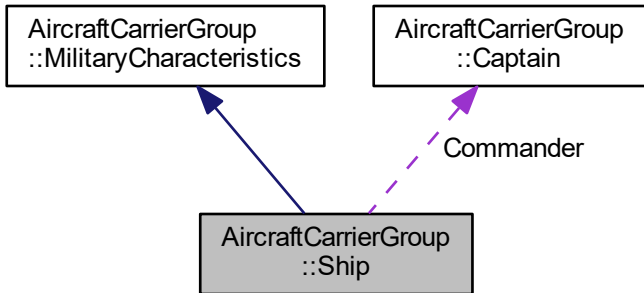 AircraftCarrierGroup
::MilitaryCharacteristics
AircraftCarrierGroup
::Captain
Commander
AircraftCarrierGroup
::Ship